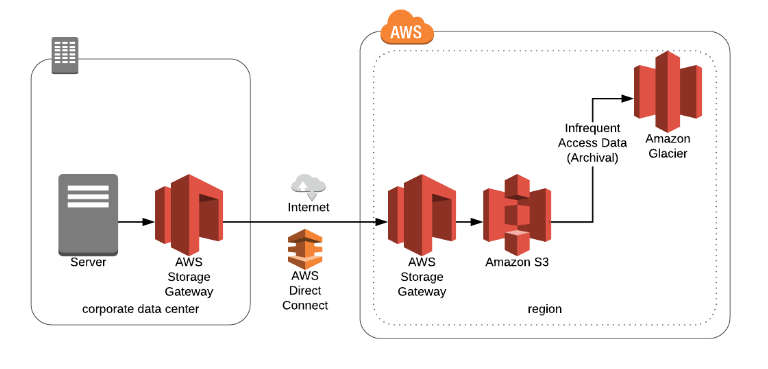 AWS
Infrequent
Access Data
(Archival)
Amazon
Glacier
Internet
Server
AWS
Storage
Gateway
AWS
Direct
Connect
AWS
Storage
Gateway
Amazon S3
corporate data center
region